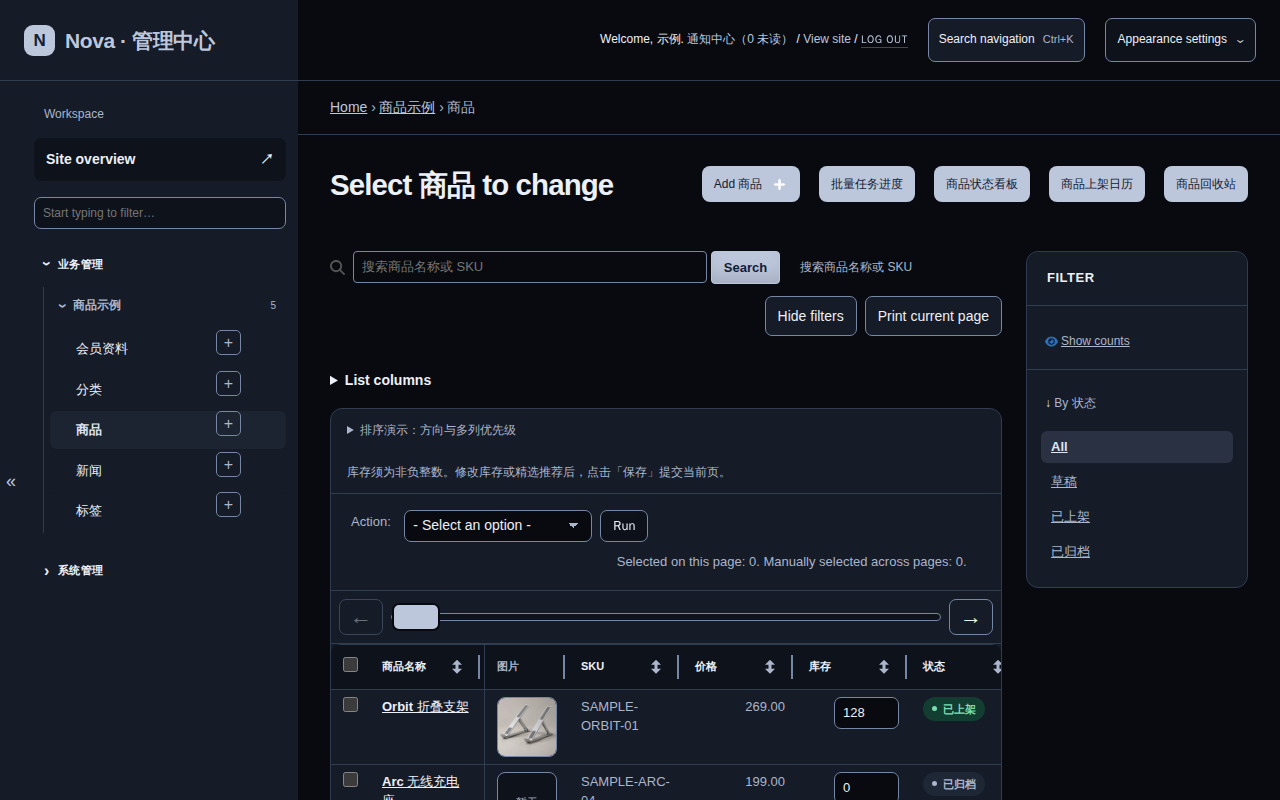 N Nova · 管理中心
Welcome, 示例. 通知中心（0 未读） / View site / LOG OUT
Search navigation Ctrl+K
Appearance settings
Workspace
Site overview ↗
Start typing to filter…
业务管理
商品示例 5
会员资料 +
分类 +
商品 +
新闻 +
标签 +
系统管理
«
Home › 商品示例 › 商品
Select 商品 to change
Add 商品
批量任务进度
商品状态看板
商品上架日历
商品回收站
搜索商品名称或 SKU
Search
搜索商品名称或 SKU
Hide filters
Print current page
List columns
排序演示：方向与多列优先级
库存须为非负整数。修改库存或精选推荐后，点击「保存」提交当前页。
Action: - Select an option - Run
Selected on this page: 0. Manually selected across pages: 0.
← →
商品名称 图片 SKU 价格 库存 状态
Orbit 折叠支架 SAMPLE-ORBIT-01 269.00 128 已上架
Arc 无线充电座 SAMPLE-ARC-04 199.00 0 已归档
FILTER
Show counts
↓ By 状态
All
草稿
已上架
已归档